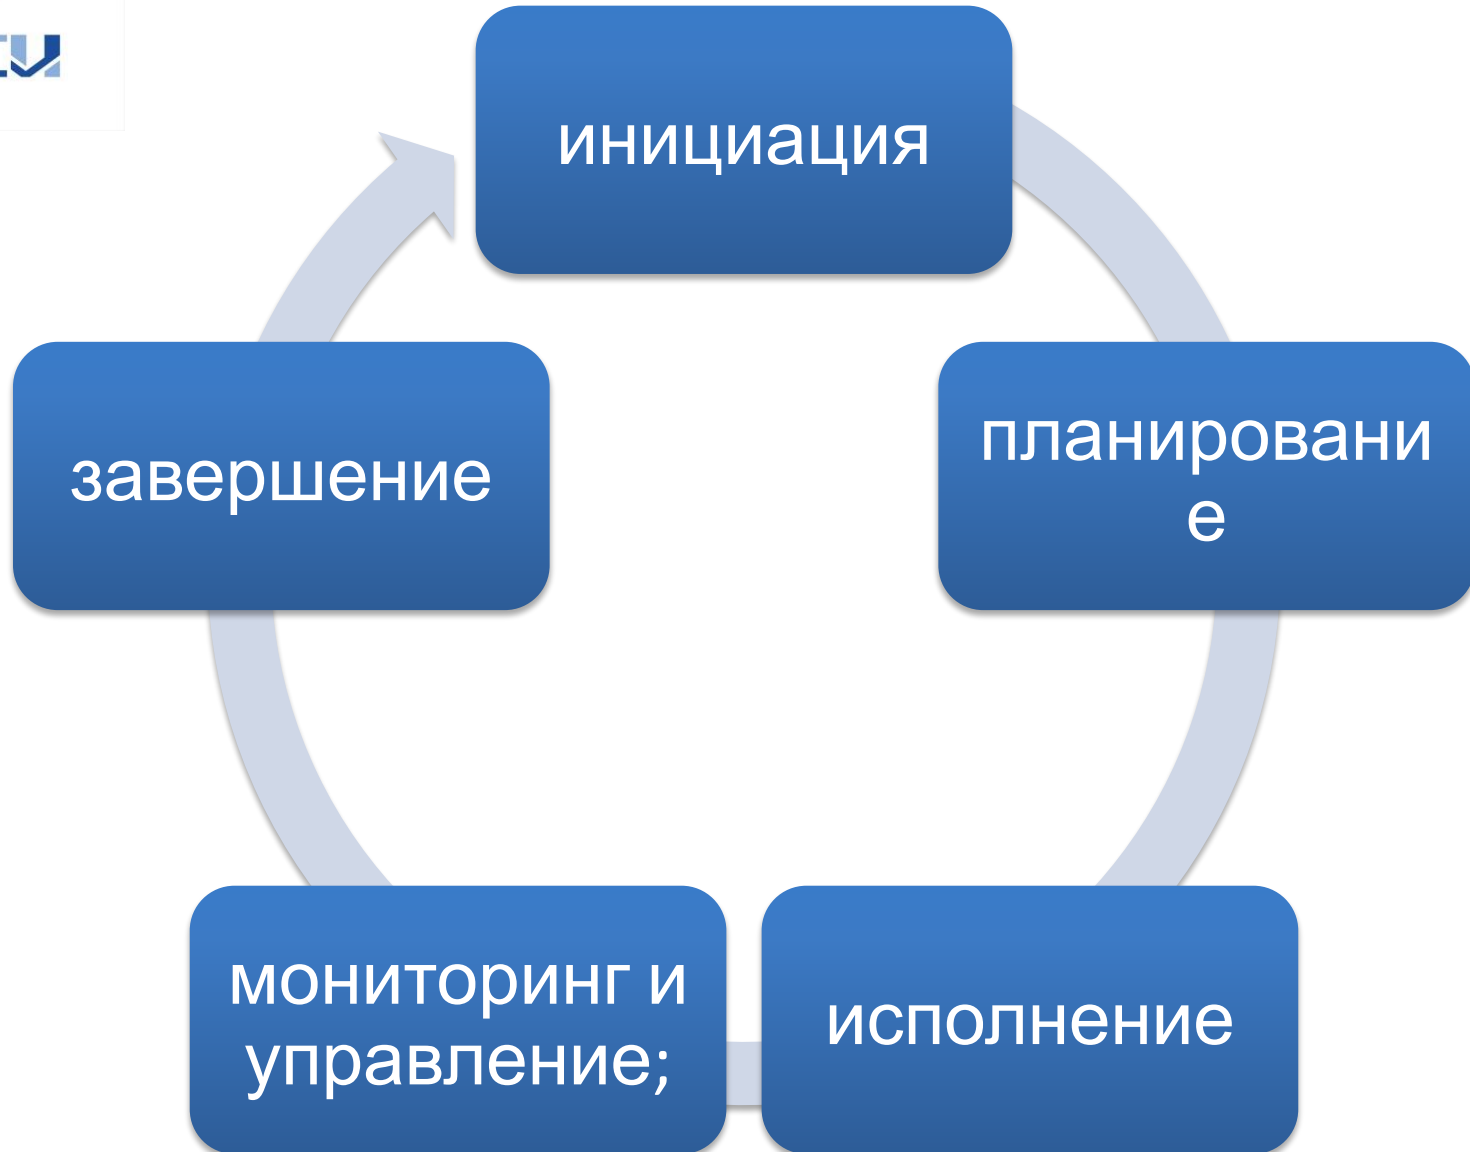 инициация
планировани
е
исполнение
мониторинг и
управление;
завершение